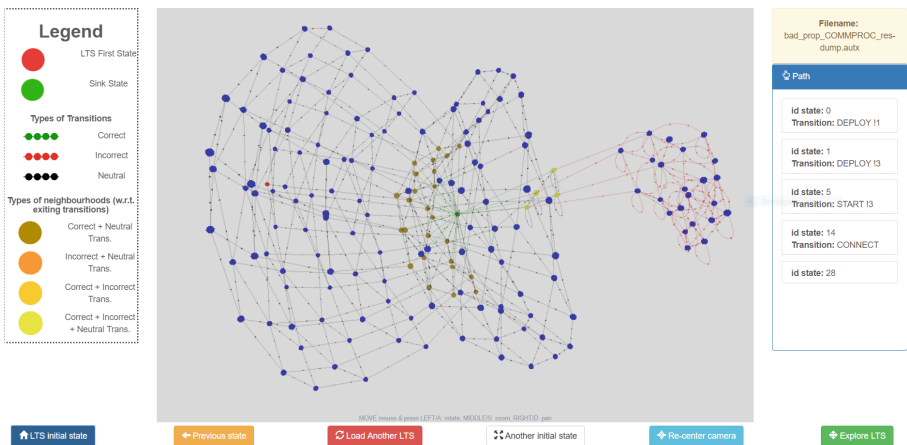 Legend
LTS First State
Sink State
Types of Transitions
Correct
Incorrect
Neutral
Types of neighbourhoods (w.r.t.
exiting transitions)
Correct + Neutral
Trans.
Incorrect + Neutral
Trans.
Correct + Incorrect
Trans.
Correct + Incorrect
+ Neutral Trans.
MOVE mouse & press LEFT/A: rotate, MIDDLE/S: zoom, RIGHT/D: pan
Filename:
bad_prop_COMMPROC_res-
dump.autx
Path
id state: 0
Transition: DEPLOY !1
id state: 1
Transition: DEPLOY !3
id state: 5
Transition: START !3
id state: 14
Transition: CONNECT
id state: 28
LTS initial state
Previous state
Load Another LTS
Another initial state
Re-center camera
Explore LTS